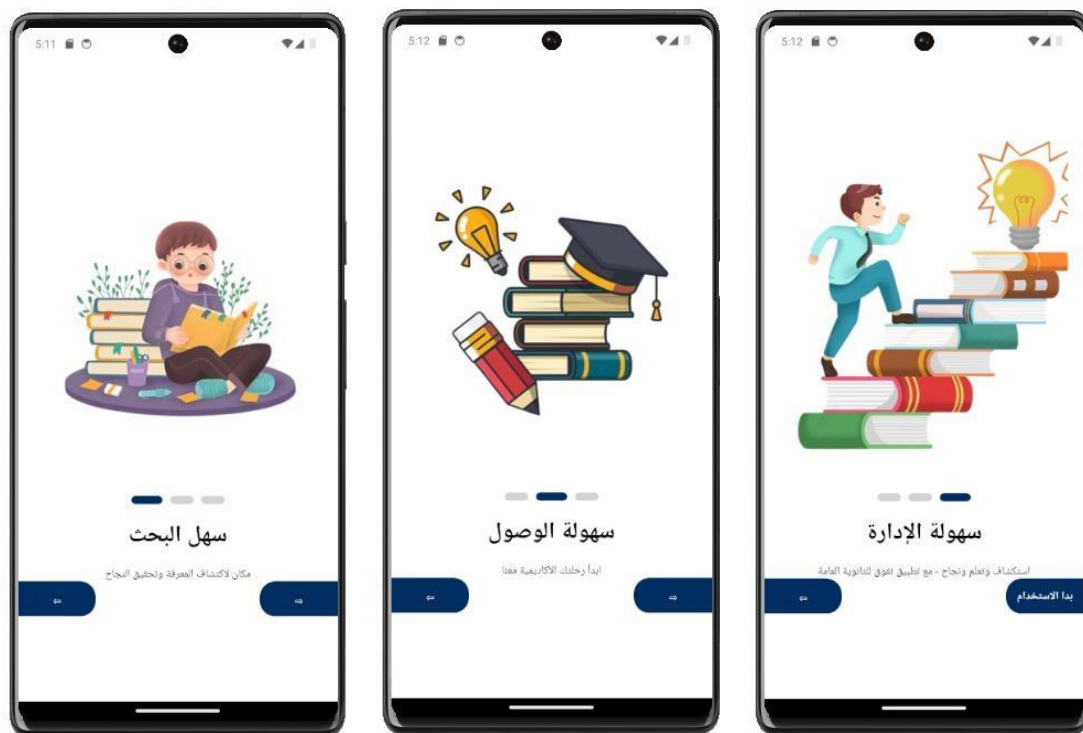 5:11
سهل البحث
مكان لاكتشاف المعرفة وتحقيق النجاح
⇦
⇨
5:12
سهولة الوصول
ابدأ رحلتك الأكاديمية معنا
⇦
⇨
5:12
سهولة الإدارة
استكشاف وتعلم ونجاح - مع تطبيق تفوق للثانوية العامة
⇦
بدا الاستخدام